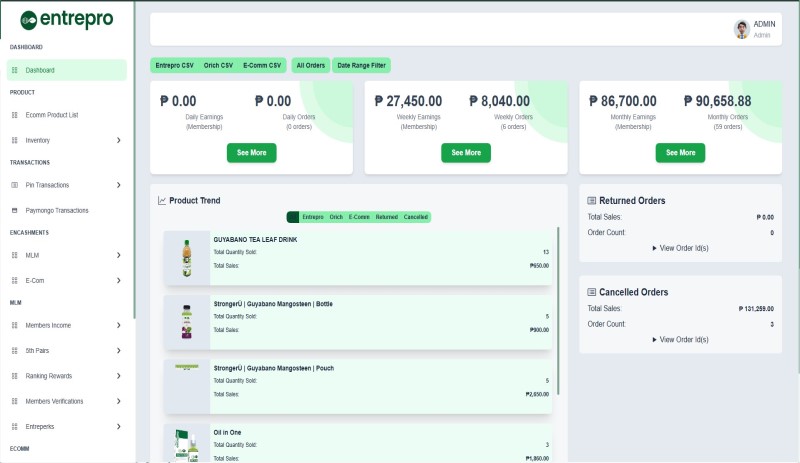 entrepro
DASHBOARD
Dashboard
PRODUCT
Ecomm Product List
Inventory
TRANSACTIONS
Pin Transactions
Paymongo Transactions
ENCASHMENTS
MLM
E-Com
MLM
Members Income
5th Pairs
Ranking Rewards
Members Verifications
Entreperks
ECOMM
ADMIN
Admin
Entrepro CSV Orich CSV E-Comm CSV All Orders Date Range Filter
₱ 0.00 ₱ 0.00
Daily Earnings Daily Orders
(Membership) (0 orders)
See More
₱ 27,450.00 ₱ 8,040.00
Weekly Earnings Weekly Orders
(Membership) (6 orders)
See More
₱ 86,700.00 ₱ 90,658.88
Monthly Earnings Monthly Orders
(Membership) (59 orders)
See More
Product Trend
Entrepro Orich E-Comm Returned Cancelled
GUYABANO TEA LEAF DRINK
Total Quantity Sold: 13
Total Sales: ₱650.00
StrongerÜ | Guyabano Mangosteen | Bottle
Total Quantity Sold: 5
Total Sales: ₱900.00
StrongerÜ | Guyabano Mangosteen | Pouch
Total Quantity Sold: 5
Total Sales: ₱2,650.00
Oil in One
Total Quantity Sold: 3
Total Sales: ₱1,860.00
Returned Orders
Total Sales: ₱ 0.00
Order Count: 0
View Order Id(s)
Cancelled Orders
Total Sales: ₱ 131,259.00
Order Count: 3
View Order Id(s)